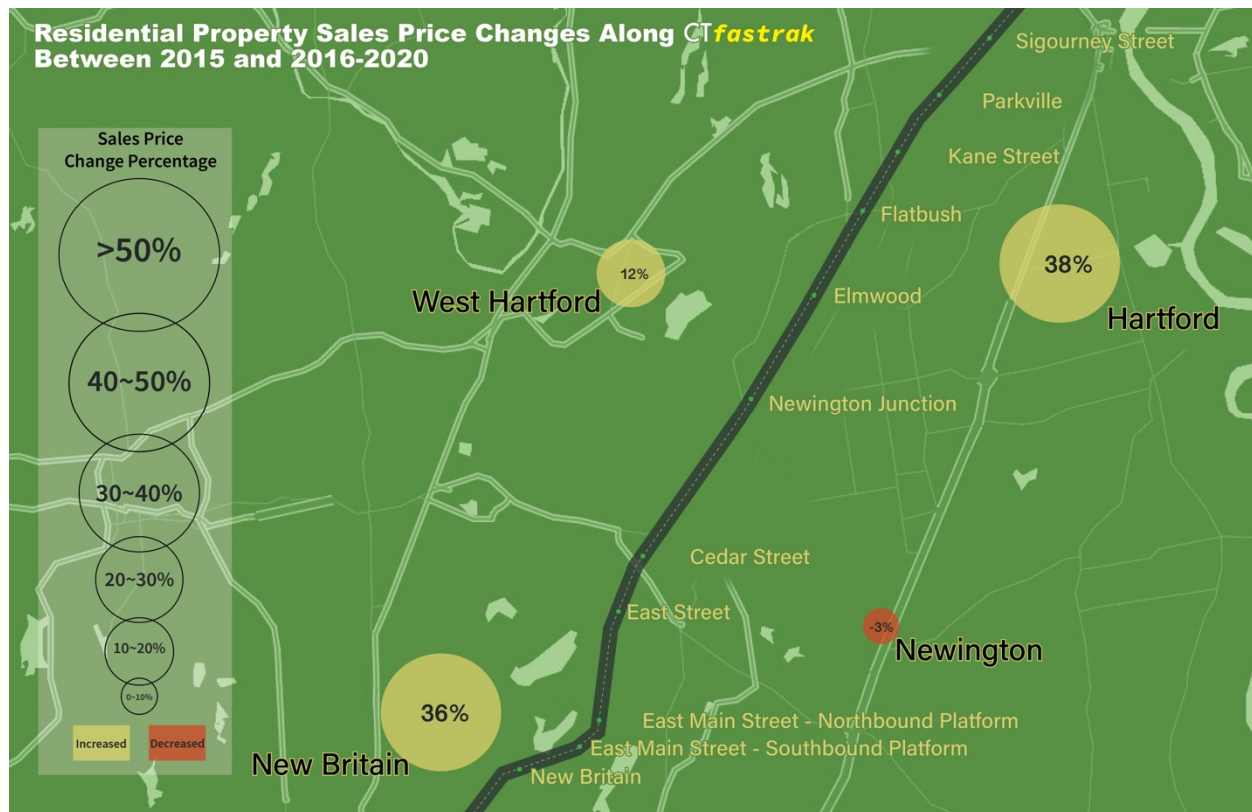 Residential Property Sales Price Changes Along CTfastrak
Between 2015 and 2016-2020
Sales Price
Change Percentage
>50%
40~50%
30~40%
20~30%
10~20%
0~10%
Increased
Decreased
Sigourney Street
Parkville
Kane Street
Flatbush
38%
Hartford
12%
West Hartford
Elmwood
Newington Junction
Cedar Street
East Street
-3%
Newington
36%
New Britain
East Main Street - Northbound Platform
East Main Street - Southbound Platform
New Britain